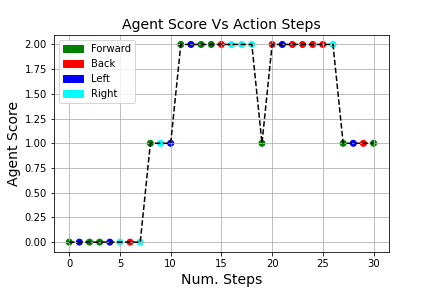 Agent Score Vs Action Steps
2.00
1.75
1.50
1.25
1.00
0.75
0.50
0.25
0.00
Agent Score
Forward
Back
Left
Right
0 5 10 15 20 25 30
Num. Steps